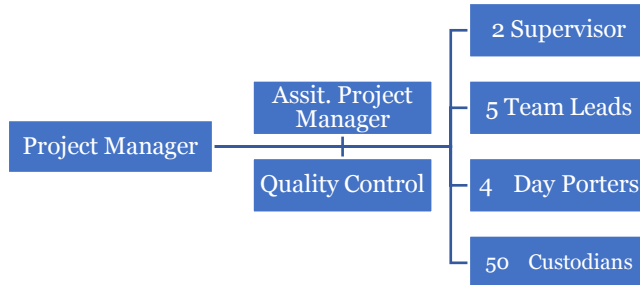 Project Manager
Assit. Project
Manager
Quality Control
2 Supervisor
5 Team Leads
4 Day Porters
50 Custodians